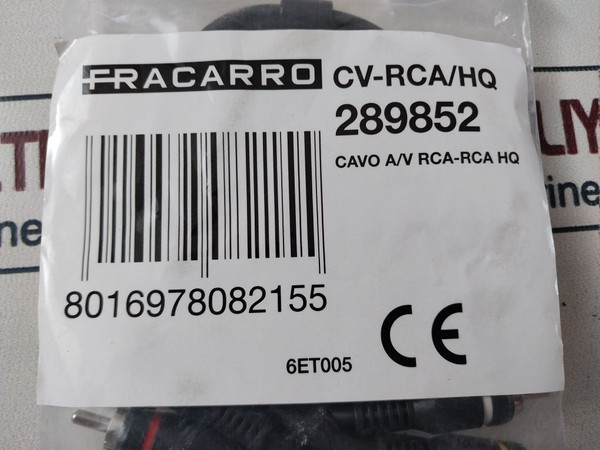 FRACARRO
CV-RCA/HQ
289852
CAVO A/V RCA-RCA HQ
8016978082155
CE
6ET005